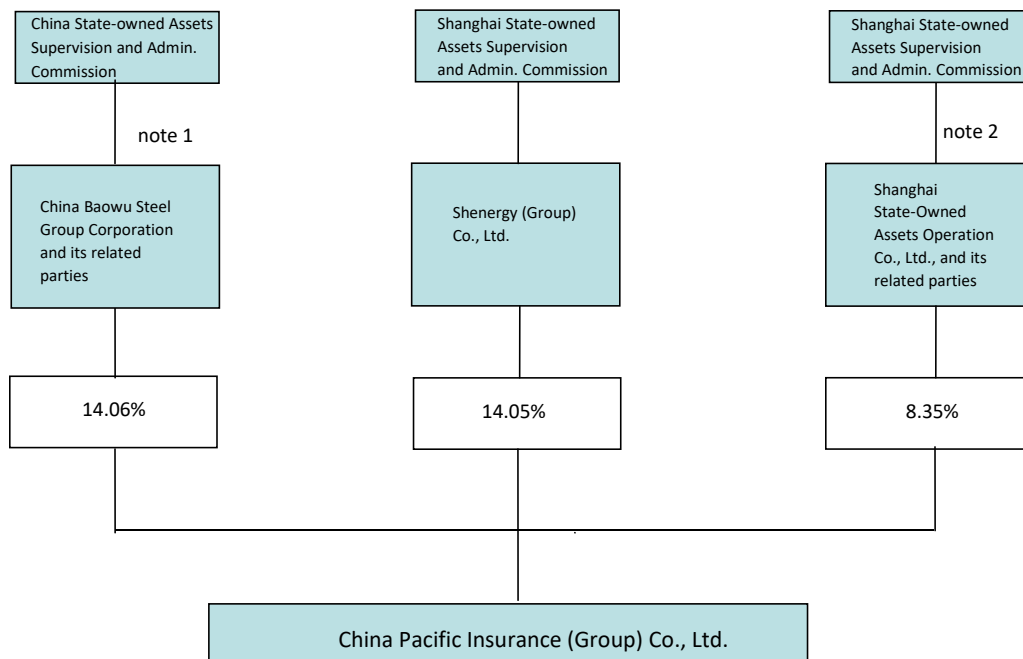 China State-owned Assets
Supervision and Admin.
Commission
Shanghai State-owned
Assets Supervision
and Admin. Commission
Shanghai State-owned
Assets Supervision
and Admin. Commission
note 1
note 2
China Baowu Steel
Group Corporation
and its related
parties
Shenergy (Group)
Co., Ltd.
Shanghai
State-Owned
Assets Operation
Co., Ltd., and its
related parties
14.06%
14.05%
8.35%
China Pacific Insurance (Group) Co., Ltd.